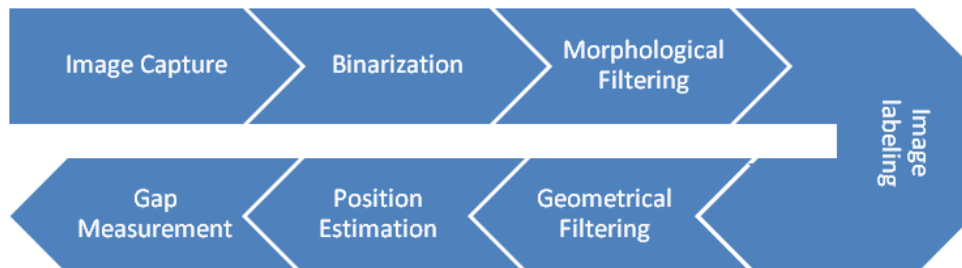 Image Capture
Binarization
Morphological
Filtering
Image
labeling
Geometrical
Filtering
Position
Estimation
Gap
Measurement